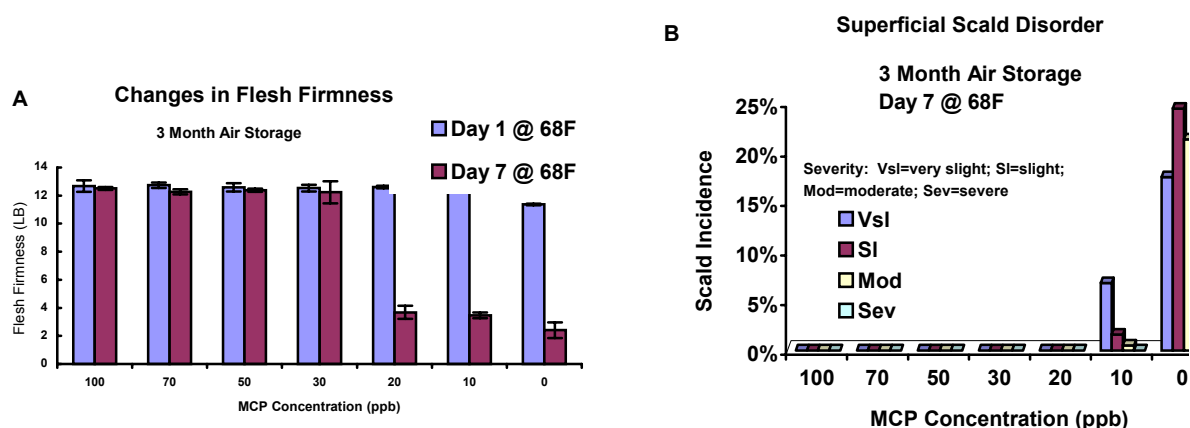 A
Changes in Flesh Firmness
3 Month Air Storage
Day 1 @ 68F
Day 7 @ 68F
Flesh Firmness (LB)
14
12
10
8
6
4
2
0
100 70 50 30 20 10 0
MCP Concentration (ppb)
B
Superficial Scald Disorder
3 Month Air Storage
Day 7 @ 68F
Severity: Vsl=very slight; Sl=slight;
Mod=moderate; Sev=severe
Vsl
Sl
Mod
Sev
Scald Incidence
25%
20%
15%
10%
5%
0%
100 70 50 30 20 10 0
MCP Concentration (ppb)